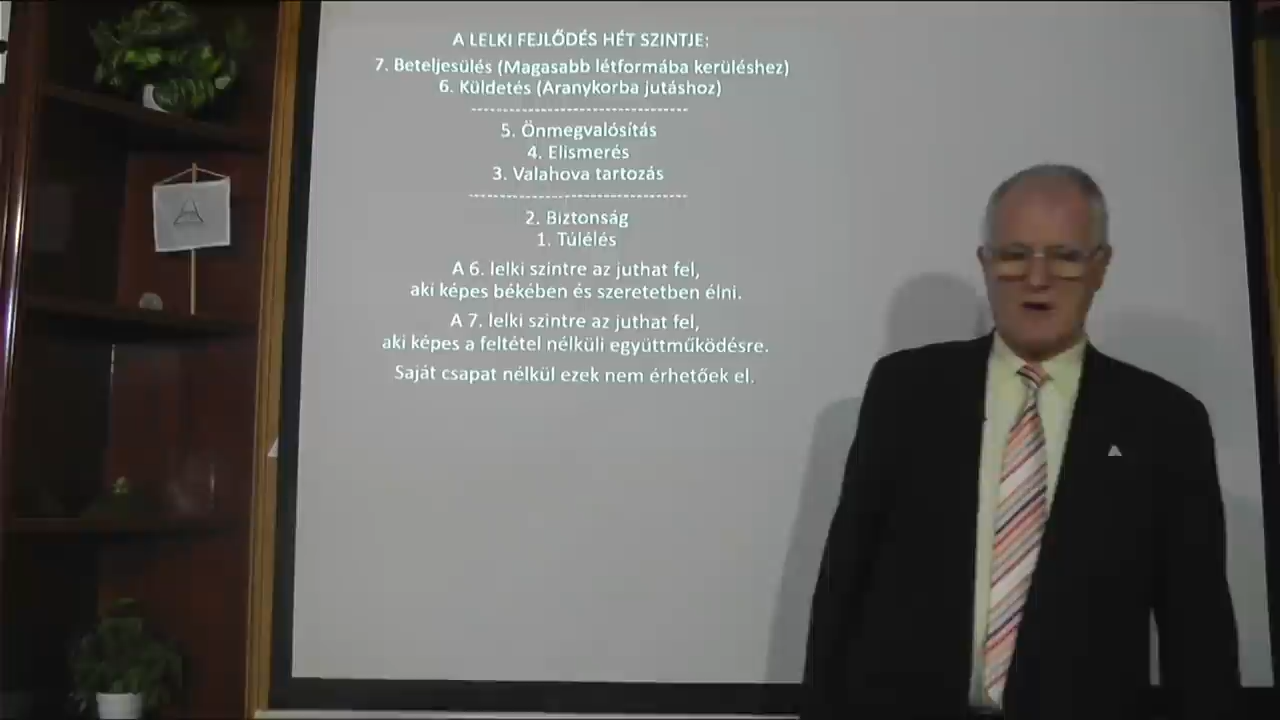 A LELKI FEJLŐDÉS HÉT SZINTJE:
7. Beteljesülés (Magasabb létformába kerüléshez)
6. Küldetés (Aranykorba jutáshoz)
----------------------------------
5. Önmegvalósítás
4. Elismerés
3. Valahova tartozás
----------------------------------
2. Biztonság
1. Túlélés
A 6. lelki szintre az juthat fel,
aki képes békében és szeretetben élni.
A 7. lelki szintre az juthat fel,
aki képes a feltétel nélküli együttműködésre.
Saját csapat nélkül ezek nem érhetőek el.